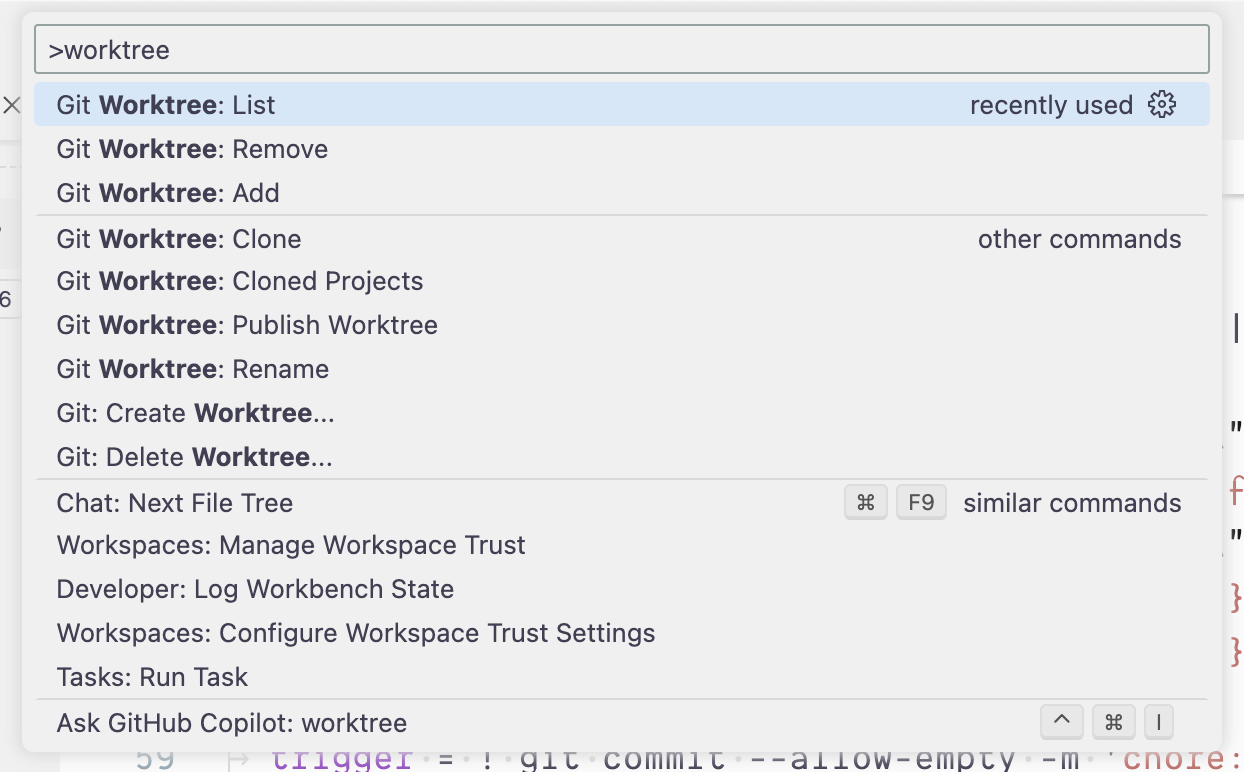 >worktree
Git Worktree: List recently used
Git Worktree: Remove
Git Worktree: Add
Git Worktree: Clone other commands
Git Worktree: Cloned Projects
Git Worktree: Publish Worktree
Git Worktree: Rename
Git: Create Worktree...
Git: Delete Worktree...
Chat: Next File Tree ⌘ F9 similar commands
Workspaces: Manage Workspace Trust
Developer: Log Workbench State
Workspaces: Configure Workspace Trust Settings
Tasks: Run Task
Ask GitHub Copilot: worktree ^ ⌘ I
59 trigger = ! git commit --allow-empty -m 'chore:
6
|
"
f
"
}
}